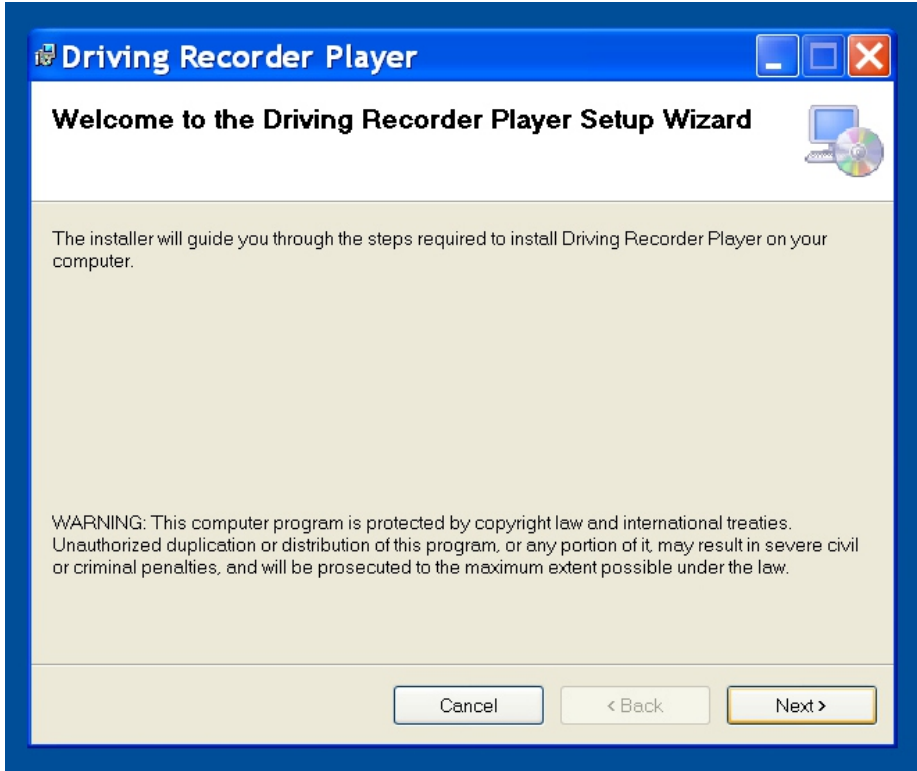 Driving Recorder Player
Welcome to the Driving Recorder Player Setup Wizard
The installer will guide you through the steps required to install Driving Recorder Player on your
computer.
WARNING: This computer program is protected by copyright law and international treaties.
Unauthorized duplication or distribution of this program, or any portion of it, may result in severe civil
or criminal penalties, and will be prosecuted to the maximum extent possible under the law.
Cancel < Back Next >